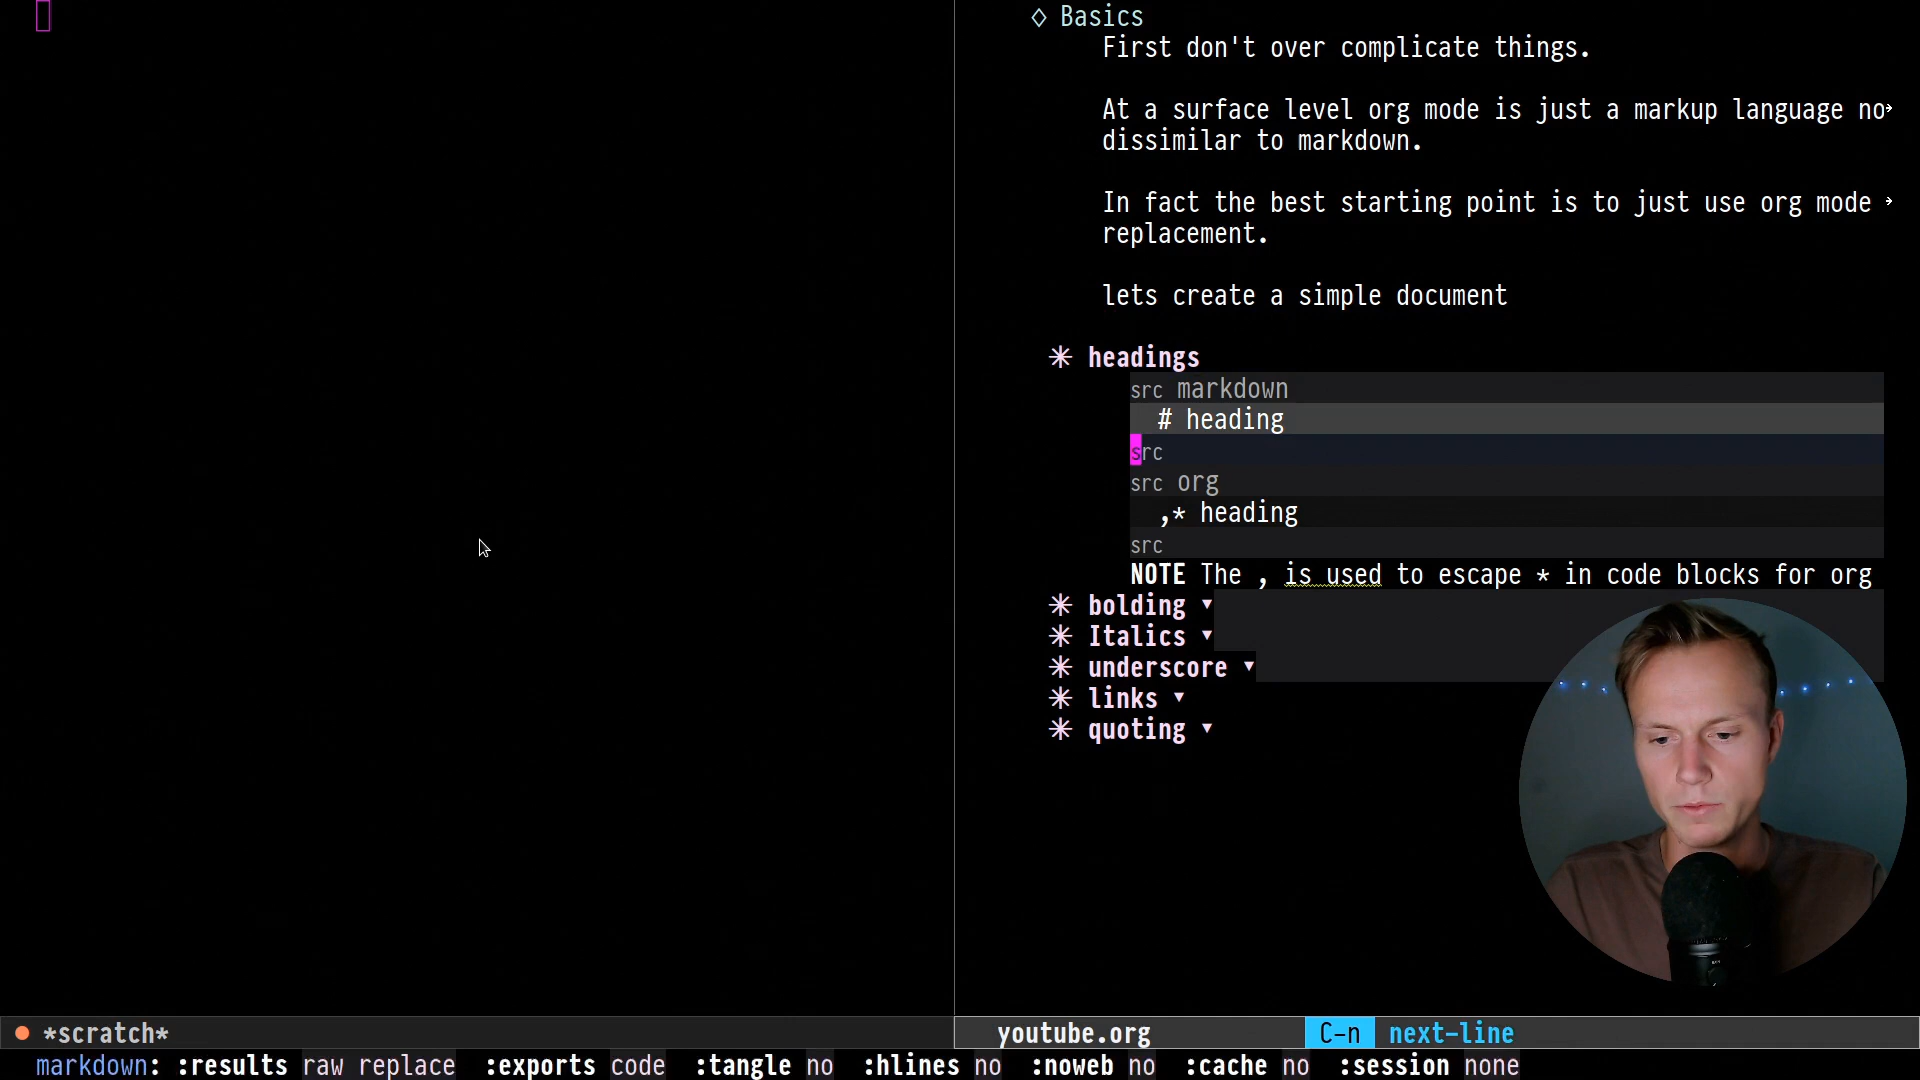 ◇ Basics
First don't over complicate things.
At a surface level org mode is just a markup language no
dissimilar to markdown.
In fact the best starting point is to just use org mode
replacement.
lets create a simple document
✳ headings
src markdown
# heading
src
src org
,* heading
src
NOTE The , is used to escape * in code blocks for org
✳ bolding ▾
✳ Italics ▾
✳ underscore ▾
✳ links ▾
✳ quoting ▾
*scratch*
youtube.org C-n next-line
markdown: :results raw replace :exports code :tangle no :hlines no :noweb no :cache no :session none